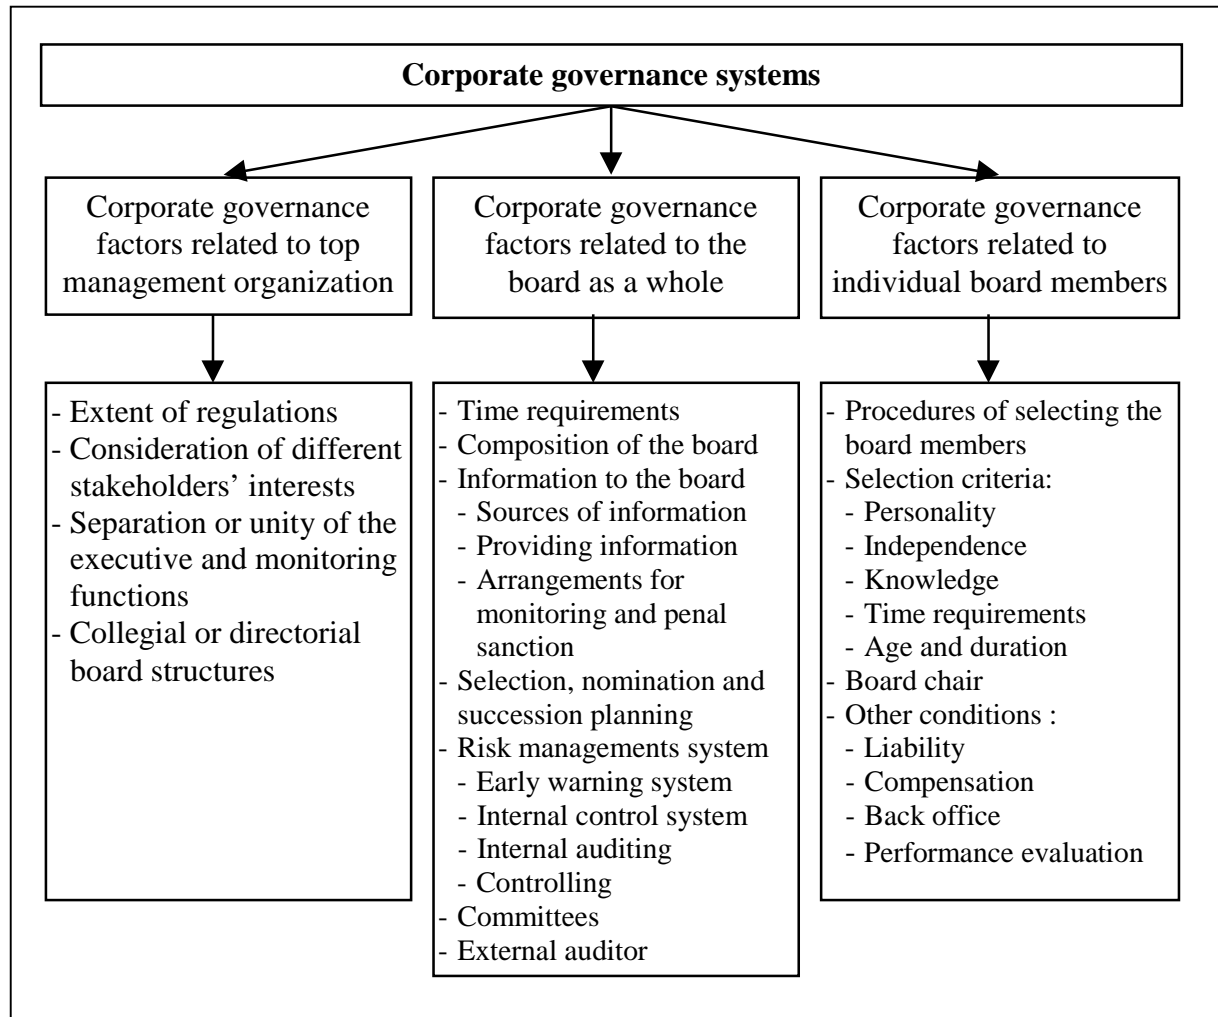 Corporate governance systems
Corporate governance
factors related to top
management organization
Corporate governance
factors related to the
board as a whole
Corporate governance
factors related to
individual board members
- Extent of regulations
- Consideration of different
stakeholders’ interests
- Separation or unity of the
executive and monitoring
functions
- Collegial or directorial
board structures
- Time requirements
- Composition of the board
- Information to the board
- Sources of information
- Providing information
- Arrangements for
monitoring and penal
sanction
- Selection, nomination and
succession planning
- Risk managements system
- Early warning system
- Internal control system
- Internal auditing
- Controlling
- Committees
- External auditor
- Procedures of selecting the
board members
- Selection criteria:
- Personality
- Independence
- Knowledge
- Time requirements
- Age and duration
- Board chair
- Other conditions :
- Liability
- Compensation
- Back office
- Performance evaluation